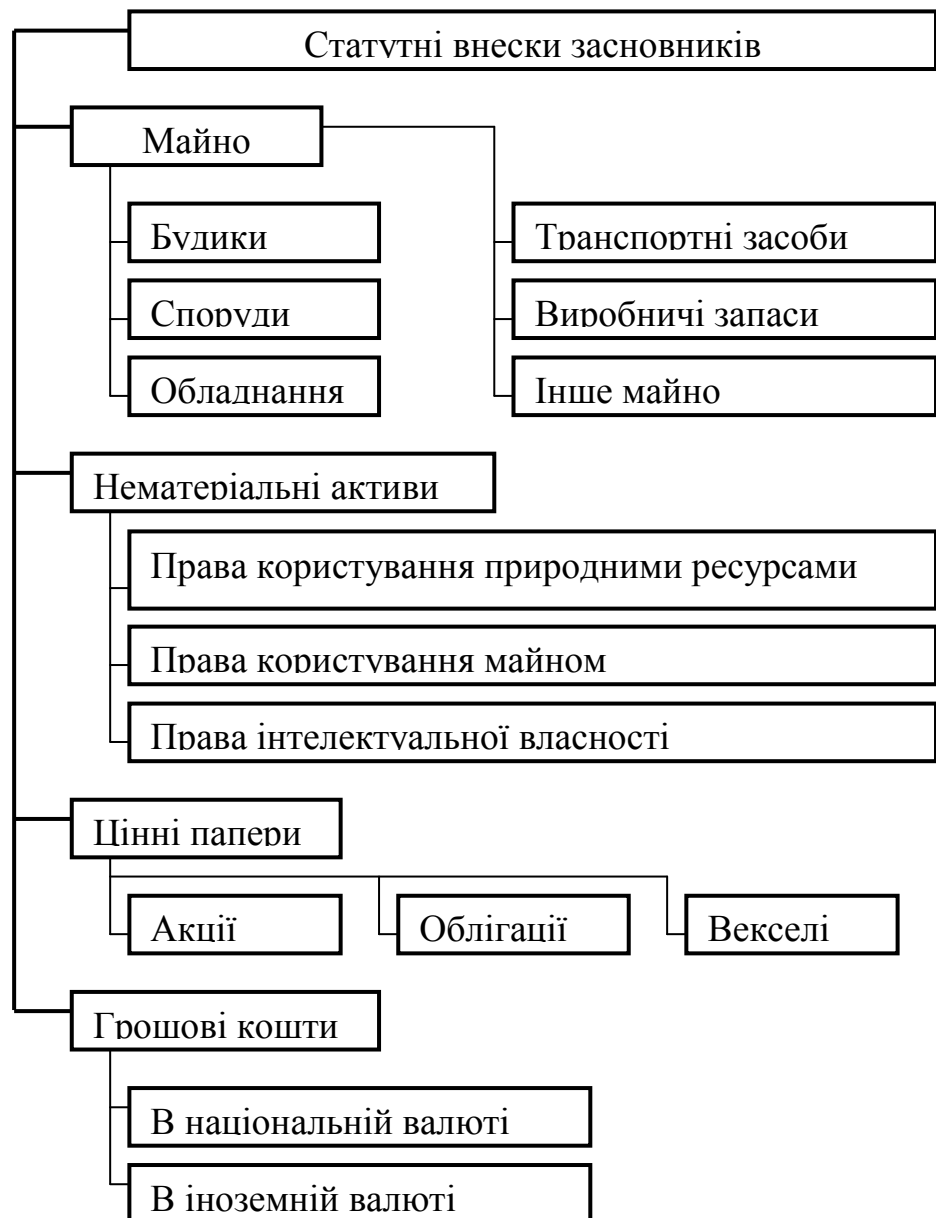 Статутні внески засновників
Майно
Будики
Транспортні засоби
Споруди
Виробничі запаси
Обладнання
Інше майно
Нематеріальні активи
Права користування природними ресурсами
Права користування майном
Права інтелектуальної власності
Цінні папери
Акції
Облігації
Векселі
Грошові кошти
В національній валюті
В іноземній валюті